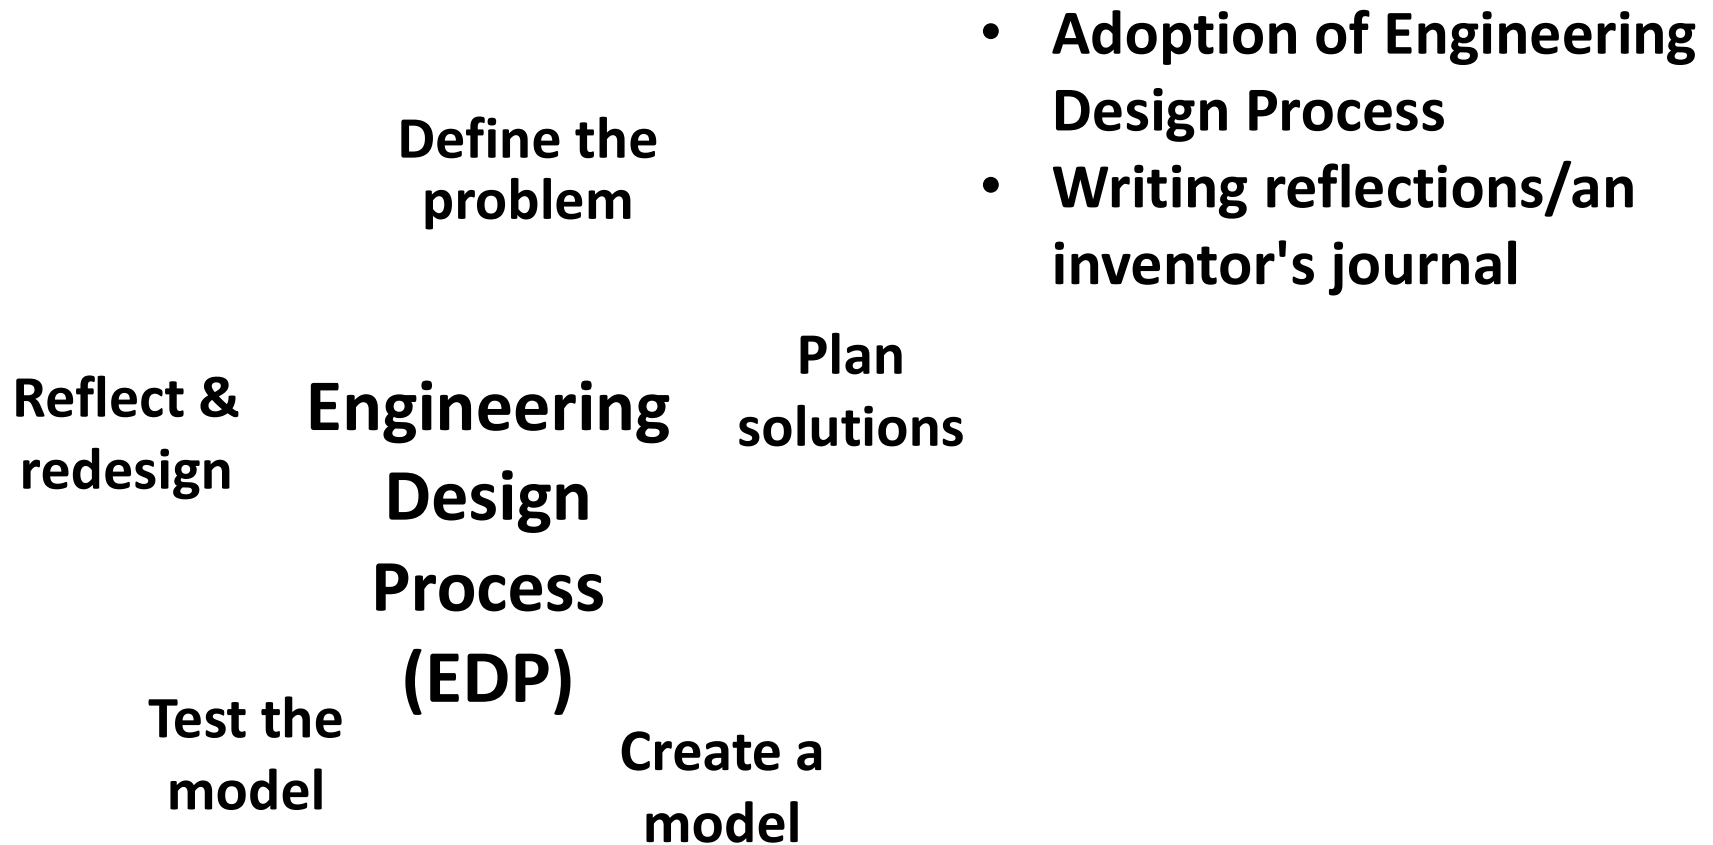 • Adoption of Engineering
Design Process
• Writing reflections/an
inventor's journal
Define the
problem
Plan
solutions
Reflect &
redesign
Engineering
Design
Process
(EDP)
Test the
model
Create a
model